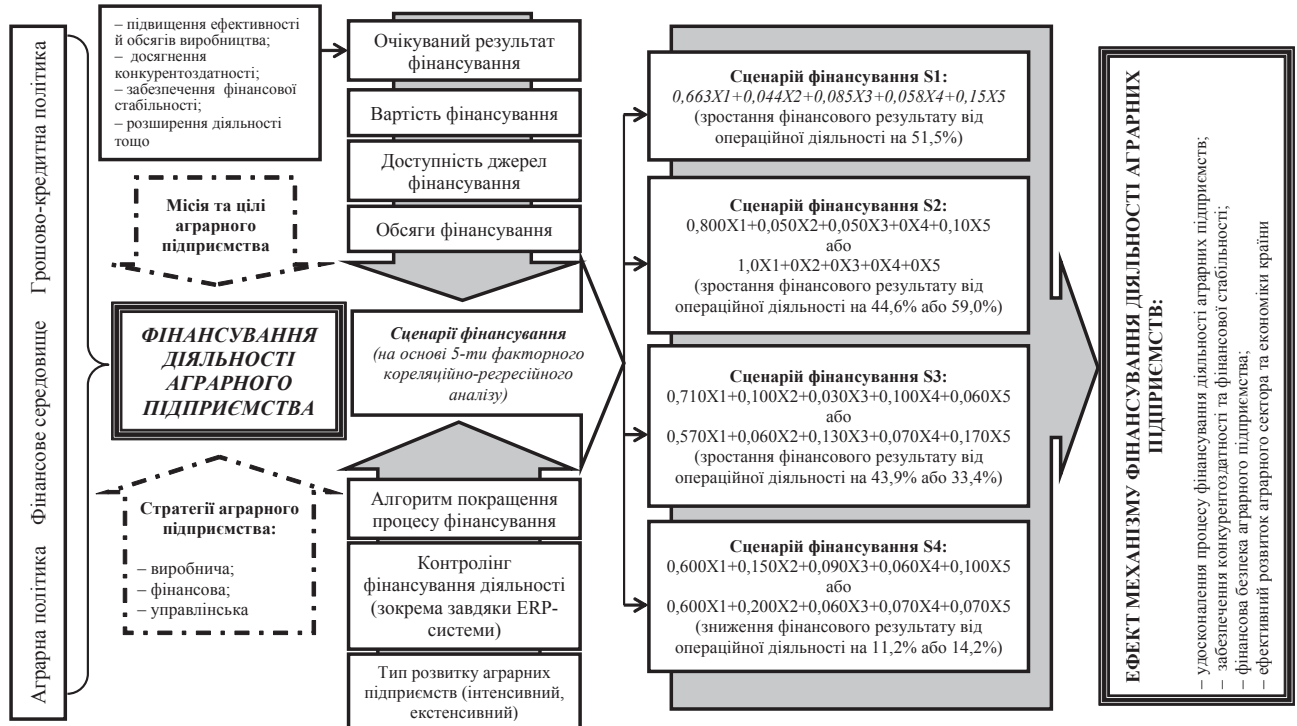 Грошово-кредитна політика
Фінансове середовище
Аграрна політика
– підвищення ефективності
й обсягів виробництва;
– досягнення
конкурентоздатності;
– забезпечення фінансової
стабільності;
– розширення діяльності
тощо
Місія та цілі
аграрного
підприємства
ФІНАНСУВАННЯ
ДІЯЛЬНОСТІ
АГРАРНОГО
ПІДПРИЄМСТВА
Стратегії аграрного
підприємства:
– виробнича;
– фінансова;
– управлінська
Очікуваний результат
фінансування
Вартість фінансування
Доступність джерел
фінансування
Обсяги фінансування
Сценарії фінансування
(на основі 5-ти факторного
кореляційно-регресійного
аналізу)
Алгоритм покращення
процесу фінансування
Контролінг
фінансування діяльності
(зокрема завдяки ERP-
системи)
Тип розвитку аграрних
підприємств (інтенсивний,
екстенсивний)
Сценарій фінансування S1:
0,663X1+0,044X2+0,085X3+0,058X4+0,15X5
(зростання фінансового результату від
операційної діяльності на 51,5%)
Сценарій фінансування S2:
0,800X1+0,050X2+0,050X3+0X4+0,10X5
або
1,0X1+0X2+0X3+0X4+0X5
(зростання фінансового результату від
операційної діяльності на 44,6% або 59,0%)
Сценарій фінансування S3:
0,710X1+0,100X2+0,030X3+0,100X4+0,060X5
або
0,570X1+0,060X2+0,130X3+0,070X4+0,170X5
(зростання фінансового результату від
операційної діяльності на 43,9% або 33,4%)
Сценарій фінансування S4:
0,600X1+0,150X2+0,090X3+0,060X4+0,100X5
або
0,600X1+0,200X2+0,060X3+0,070X4+0,070X5
(зниження фінансового результату від
операційної діяльності на 11,2% або 14,2%)
ЕФЕКТ МЕХАНІЗМУ ФІНАНСУВАННЯ ДІЯЛЬНОСТІ АГРАРНИХ
ПІДПРИЄМСТВ:
– удосконалення процесу фінансування діяльності аграрних підприємств;
– забезпечення конкурентоздатності та фінансової стабільності;
– фінансова безпека аграрного підприємства;
– ефективний розвиток аграрного сектора та економіки країни